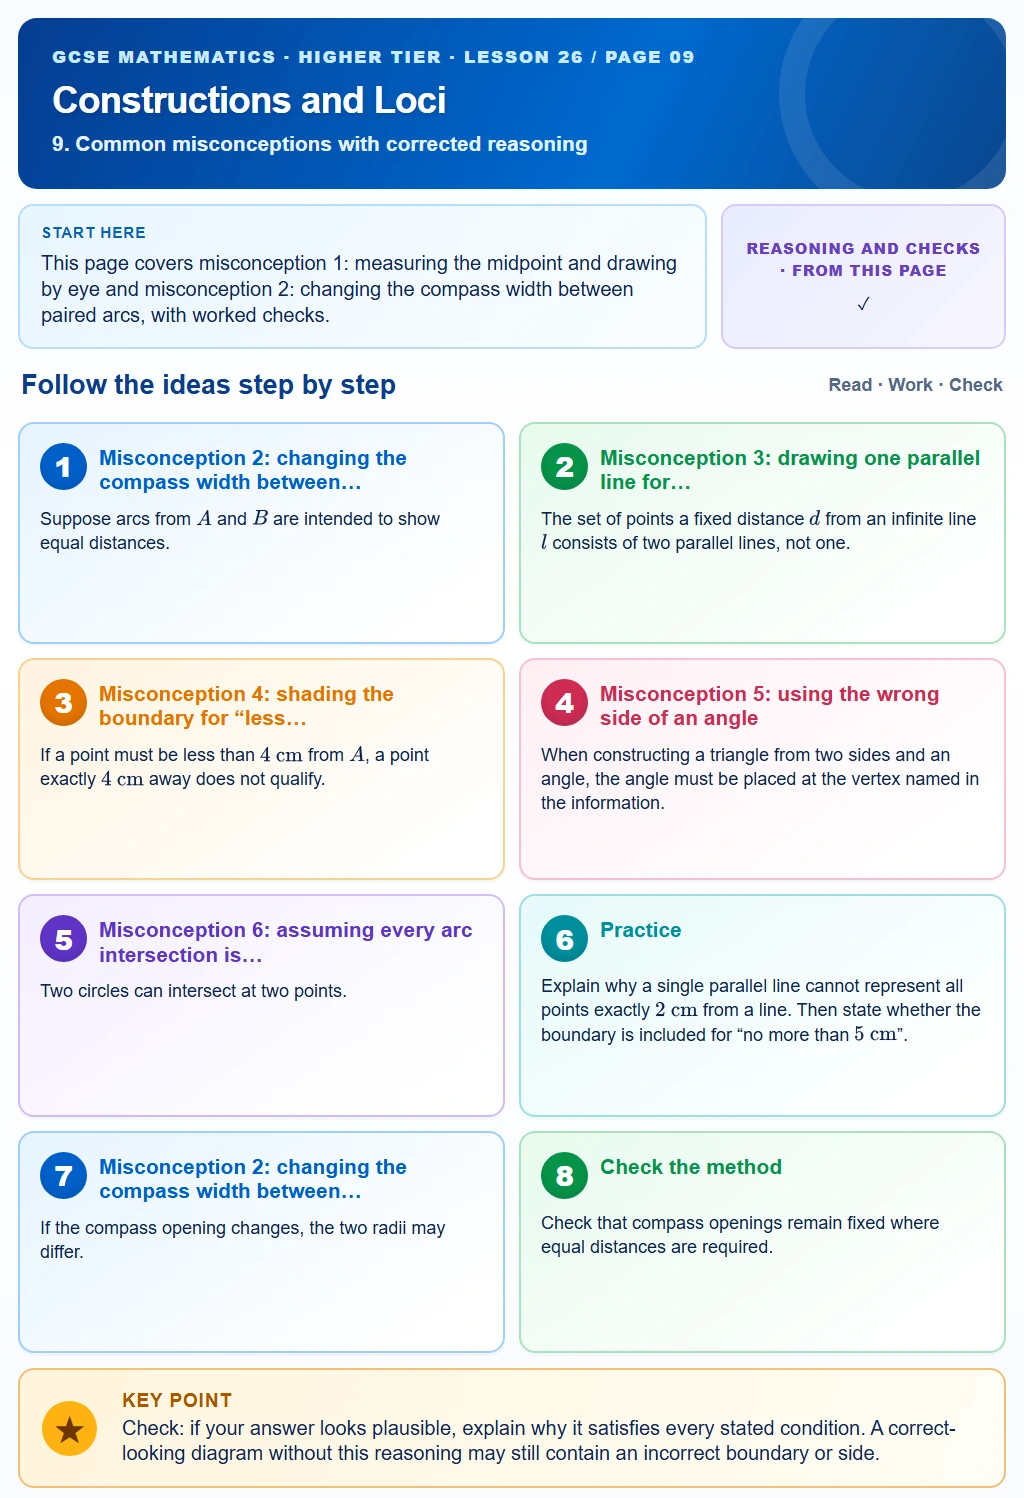 GCSE MATHEMATICS · HIGHER TIER · LESSON 26 / PAGE 09
Constructions and Loci
9. Common misconceptions with corrected reasoning
START HERE
This page covers misconception 1: measuring the midpoint and drawing
by eye and misconception 2: changing the compass width between
paired arcs, with worked checks.
REASONING AND CHECKS
· FROM THIS PAGE
✓
Follow the ideas step by step
Read · Work · Check
1
Misconception 2: changing the
compass width between…
Suppose arcs from A and B are intended to show
equal distances.
2
Misconception 3: drawing one parallel
line for…
The set of points a fixed distance d from an infinite line
l consists of two parallel lines, not one.
3
Misconception 4: shading the
boundary for “less…
If a point must be less than 4 cm from A, a point
exactly 4 cm away does not qualify.
4
Misconception 5: using the wrong
side of an angle
When constructing a triangle from two sides and an
angle, the angle must be placed at the vertex named in
the information.
5
Misconception 6: assuming every arc
intersection is…
Two circles can intersect at two points.
6
Practice
Explain why a single parallel line cannot represent all
points exactly 2 cm from a line. Then state whether the
boundary is included for “no more than 5 cm”.
7
Misconception 2: changing the
compass width between…
If the compass opening changes, the two radii may
differ.
8
Check the method
Check that compass openings remain fixed where
equal distances are required.
★
KEY POINT
Check: if your answer looks plausible, explain why it satisfies every stated condition. A correct-
looking diagram without this reasoning may still contain an incorrect boundary or side.